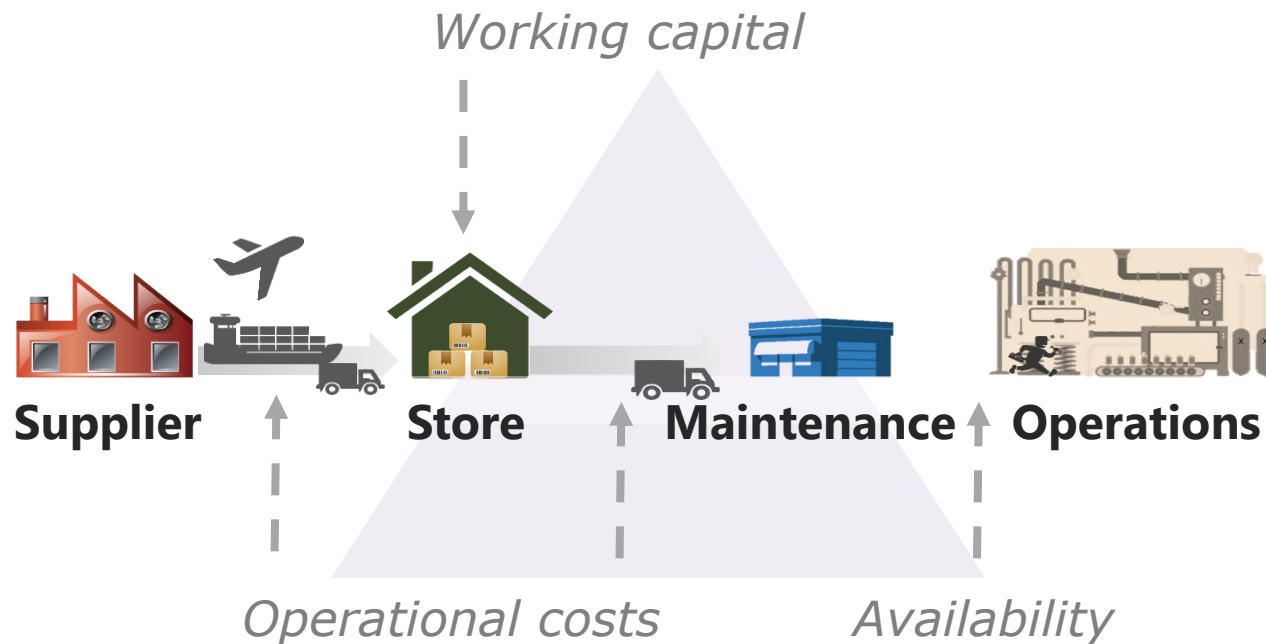 Working capital
Supplier
Store
Maintenance
Operations
Operational costs
Availability